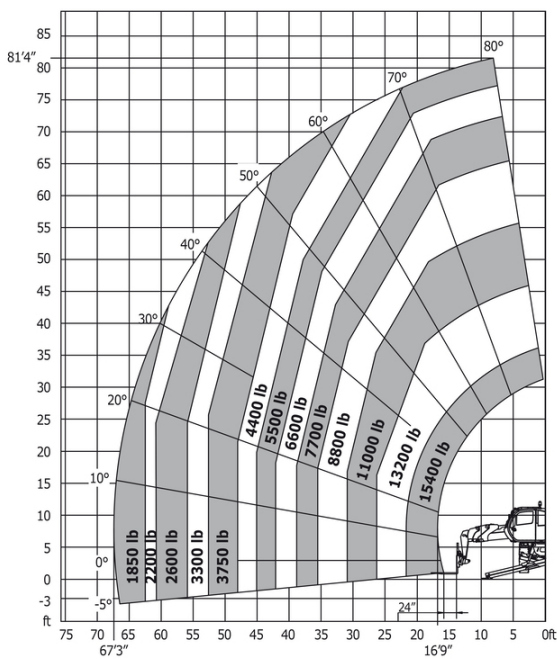 85
81'4"
80
80°
75
70°
70
60°
65
60
50°
55
50
40°
45
40
30°
35
30
20°
25
20
15
10°
10
5
0°
0
-3
-5°
ft
4400 lb
5500 lb
6600 lb
7700 lb
8800 lb
11000 lb
13200 lb
15400 lb
1850 lb
2200 lb
2600 lb
3300 lb
3750 lb
24"
75 70 65 60 55 50 45 40 35 30 25 20 15 10 5 0ft
67'3" 16'9"